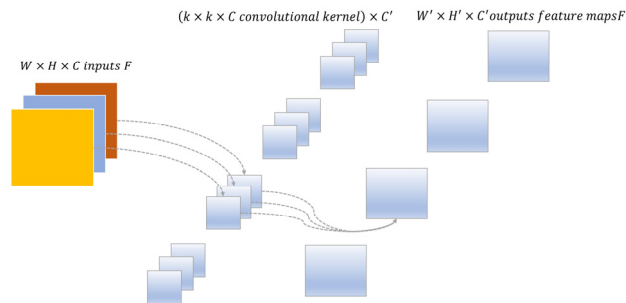 (k × k × C convolutional kernel) × C′
W′ × H′ × C′outputs feature mapsF
W × H × C inputs F